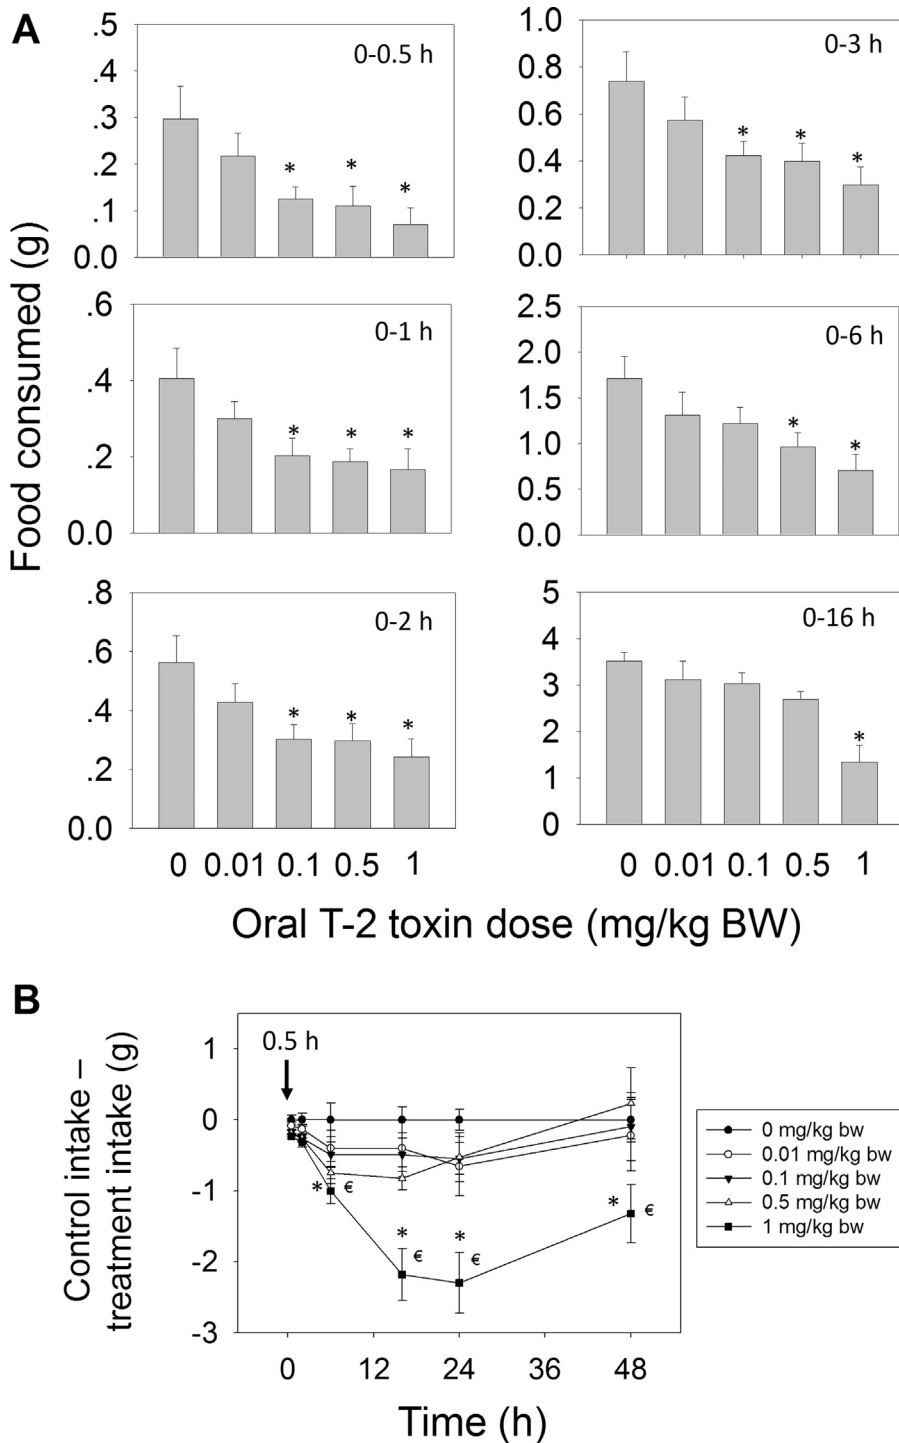 A
Food consumed (g)
0-0.5 h
.5
.4
.3
.2
.1
0.0
* * *
0-3 h
1.0
0.8
0.6
0.4
0.2
0.0
* * *
0-1 h
.6
.4
.2
0.0
* * *
0-6 h
2.5
2.0
1.5
1.0
0.5
0.0
* *
0-2 h
.8
.6
.4
.2
0.0
* * *
0 0.01 0.1 0.5 1
0-16 h
5
4
3
2
1
0
*
0 0.01 0.1 0.5 1
Oral T-2 toxin dose (mg/kg BW)
B
Control intake –
treatment intake (g)
0.5 h
1
0
-1
-2
-3
* €
* €
* €
* €
0 12 24 36 48
Time (h)
0 mg/kg bw
0.01 mg/kg bw
0.1 mg/kg bw
0.5 mg/kg bw
1 mg/kg bw